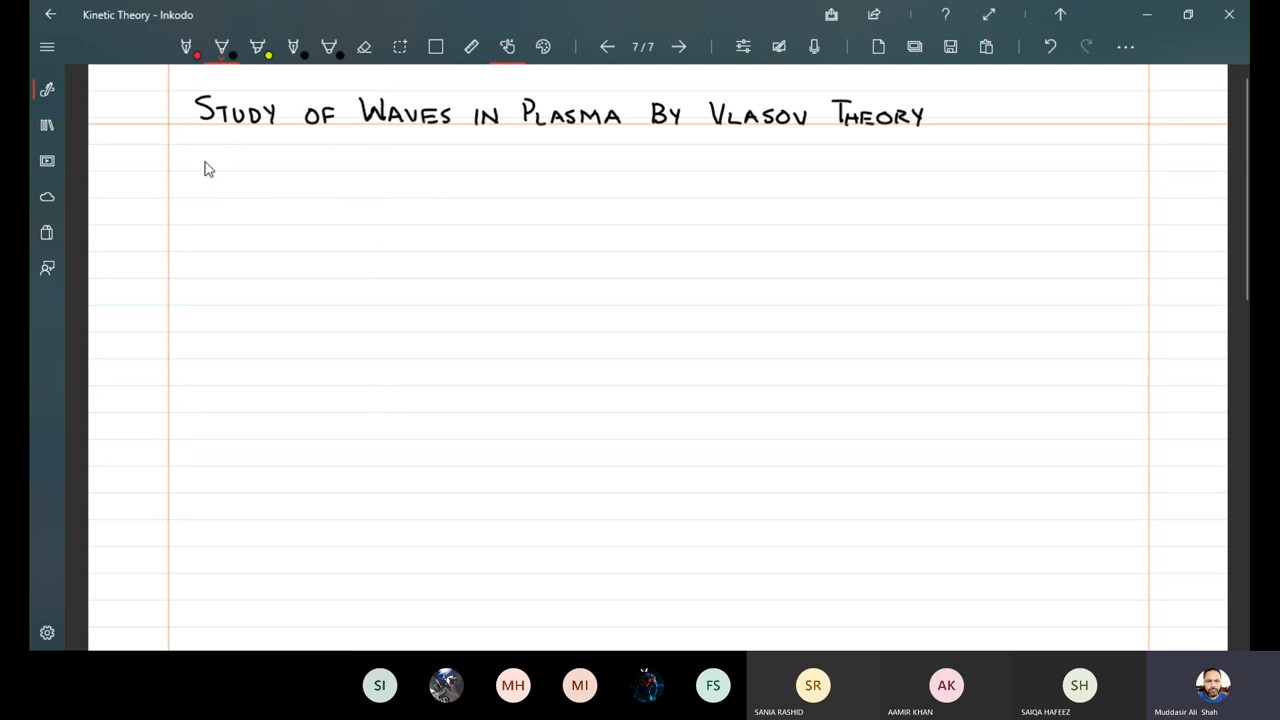 Kinetic Theory - Inkodo
7/7
STUDY OF WAVES IN PLASMA BY VLASOV THEORY
SI
MH
MI
FS
SR
AK
SH
SANIA RASHID
AAMIR KHAN
SAIQA HAFEEZ
Muddasir Ali Shah